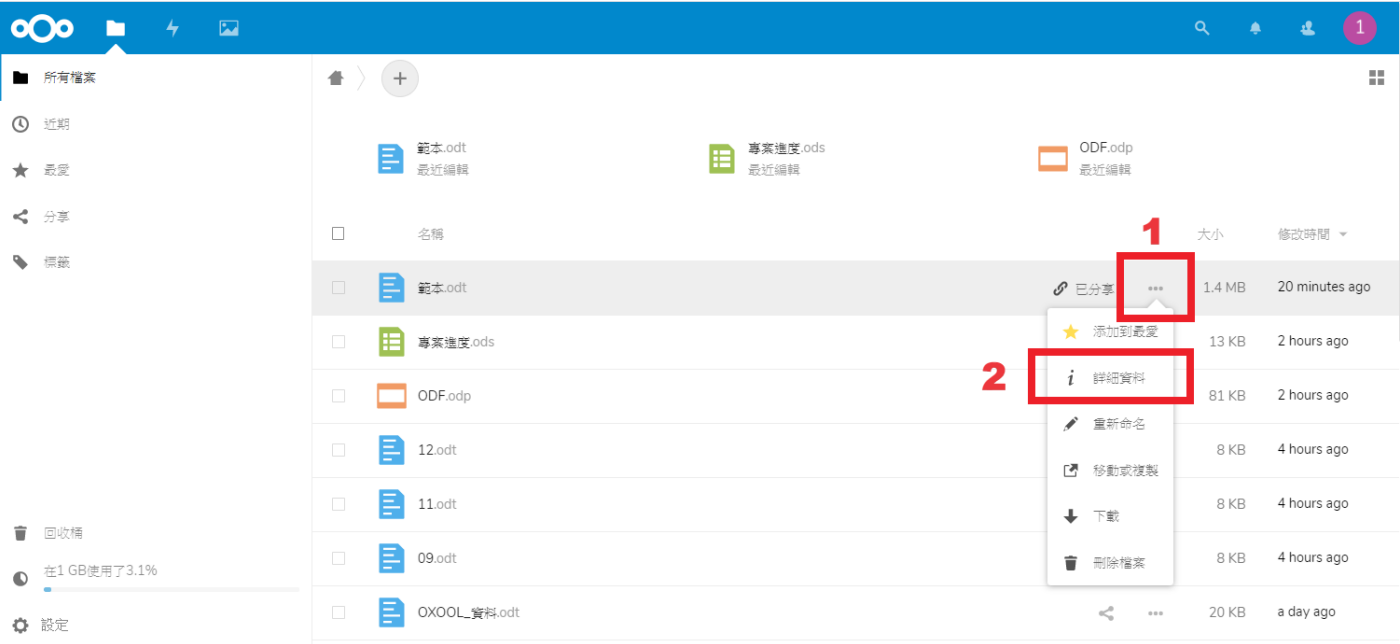 1
所有檔案
近期
最愛
分享
標籤
範本.odt
最近編輯
專案進度.ods
最近編輯
ODF.odp
最近編輯
名稱
1
大小
修改時間
範本.odt
已分享
1.4 MB
20 minutes ago
添加到最愛
專案進度.ods
13 KB
2 hours ago
2
詳細資料
ODF.odp
81 KB
2 hours ago
重新命名
12.odt
8 KB
4 hours ago
移動或複製
11.odt
下載
8 KB
4 hours ago
09.odt
刪除檔案
8 KB
4 hours ago
OXOOL_資料.odt
20 KB
a day ago
回收桶
在1 GB使用了3.1%
設定